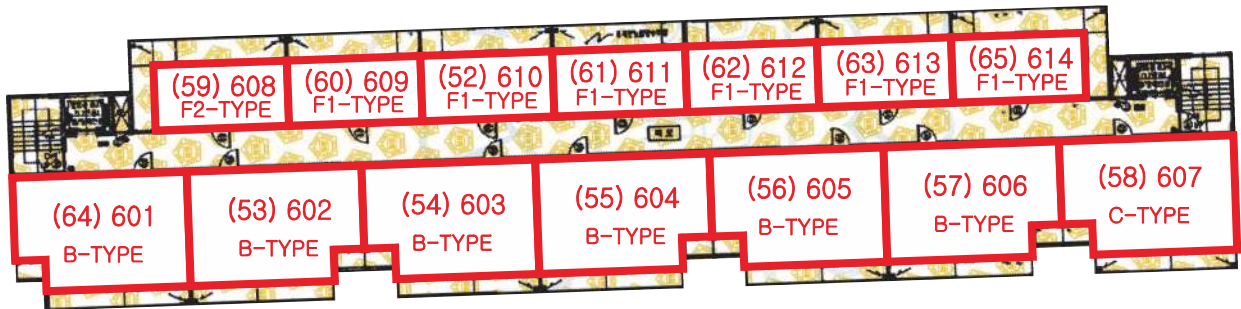 (59) 608
F2-TYPE
(60) 609
F1-TYPE
(52) 610
F1-TYPE
(61) 611
F1-TYPE
(62) 612
F1-TYPE
(63) 613
F1-TYPE
(65) 614
F1-TYPE
복 도
(64) 601
B-TYPE
(53) 602
B-TYPE
(54) 603
B-TYPE
(55) 604
B-TYPE
(56) 605
B-TYPE
(57) 606
B-TYPE
(58) 607
C-TYPE